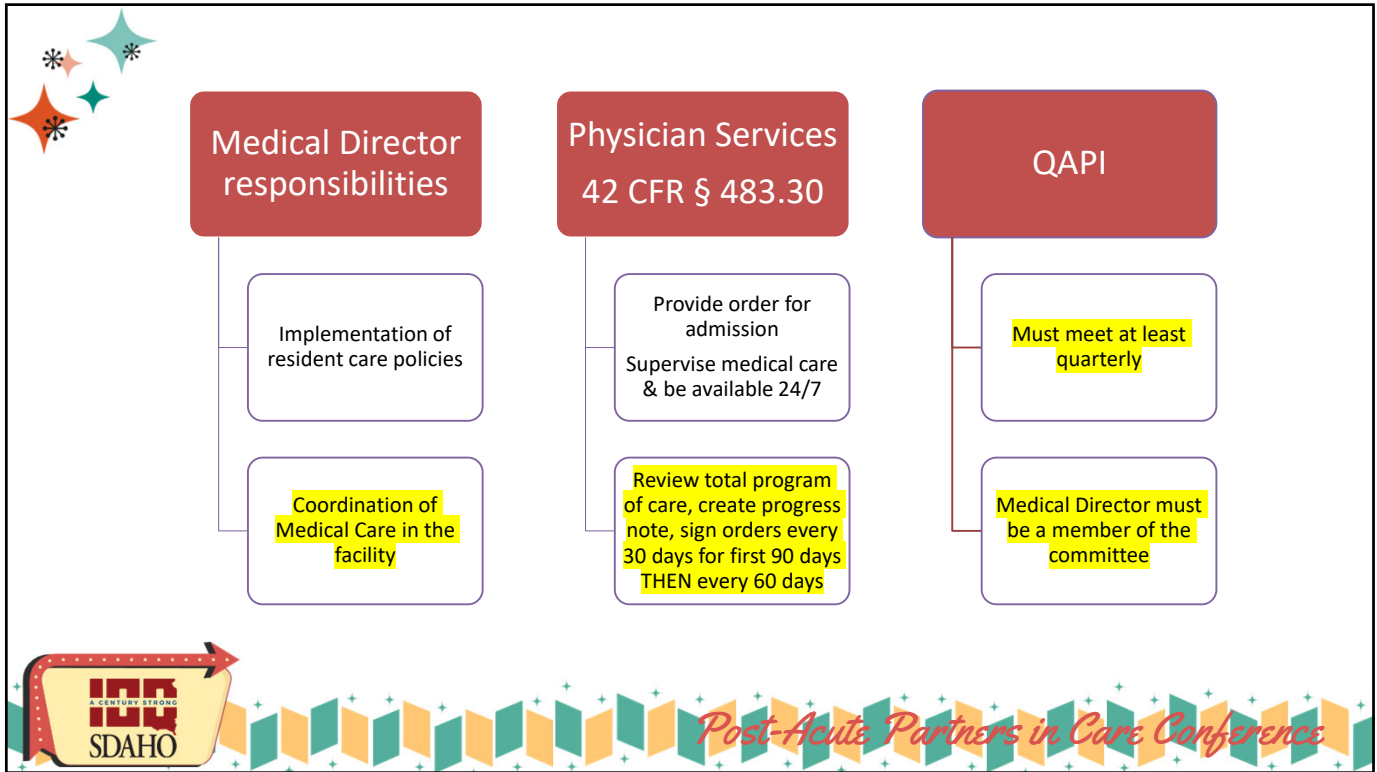 Medical Director
responsibilities
Implementation of
resident care policies
Coordination of
Medical Care in the
facility
Physician Services
42 CFR § 483.30
Provide order for
admission
Supervise medical care
& be available 24/7
Review total program
of care, create progress
note, sign orders every
30 days for first 90 days
THEN every 60 days
QAPI
Must meet at least
quarterly
Medical Director must
be a member of the
committee
100
A CENTURY STRONG
SDAHO
Post-Acute Partners in Care Conference